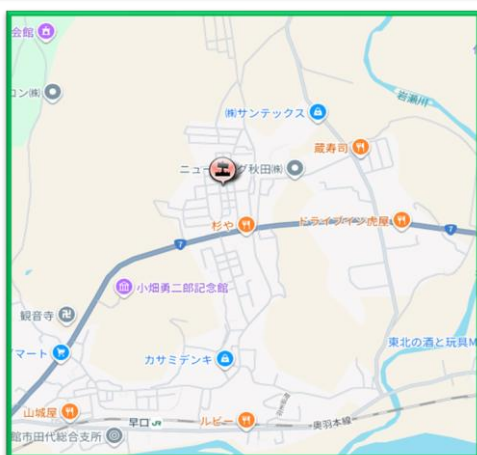 会館
コン㈱
岩瀬川
㈱サンテックス
蔵寿司
ニュー
グ秋田㈱
杉や
ドライブイン虎屋
7
7
小畑勇二郎記念館
観音寺
マート
カサミデンキ
東北の酒と玩具M
山城屋
早口
JR
ルビー
奥羽本線
館市田代総合支所